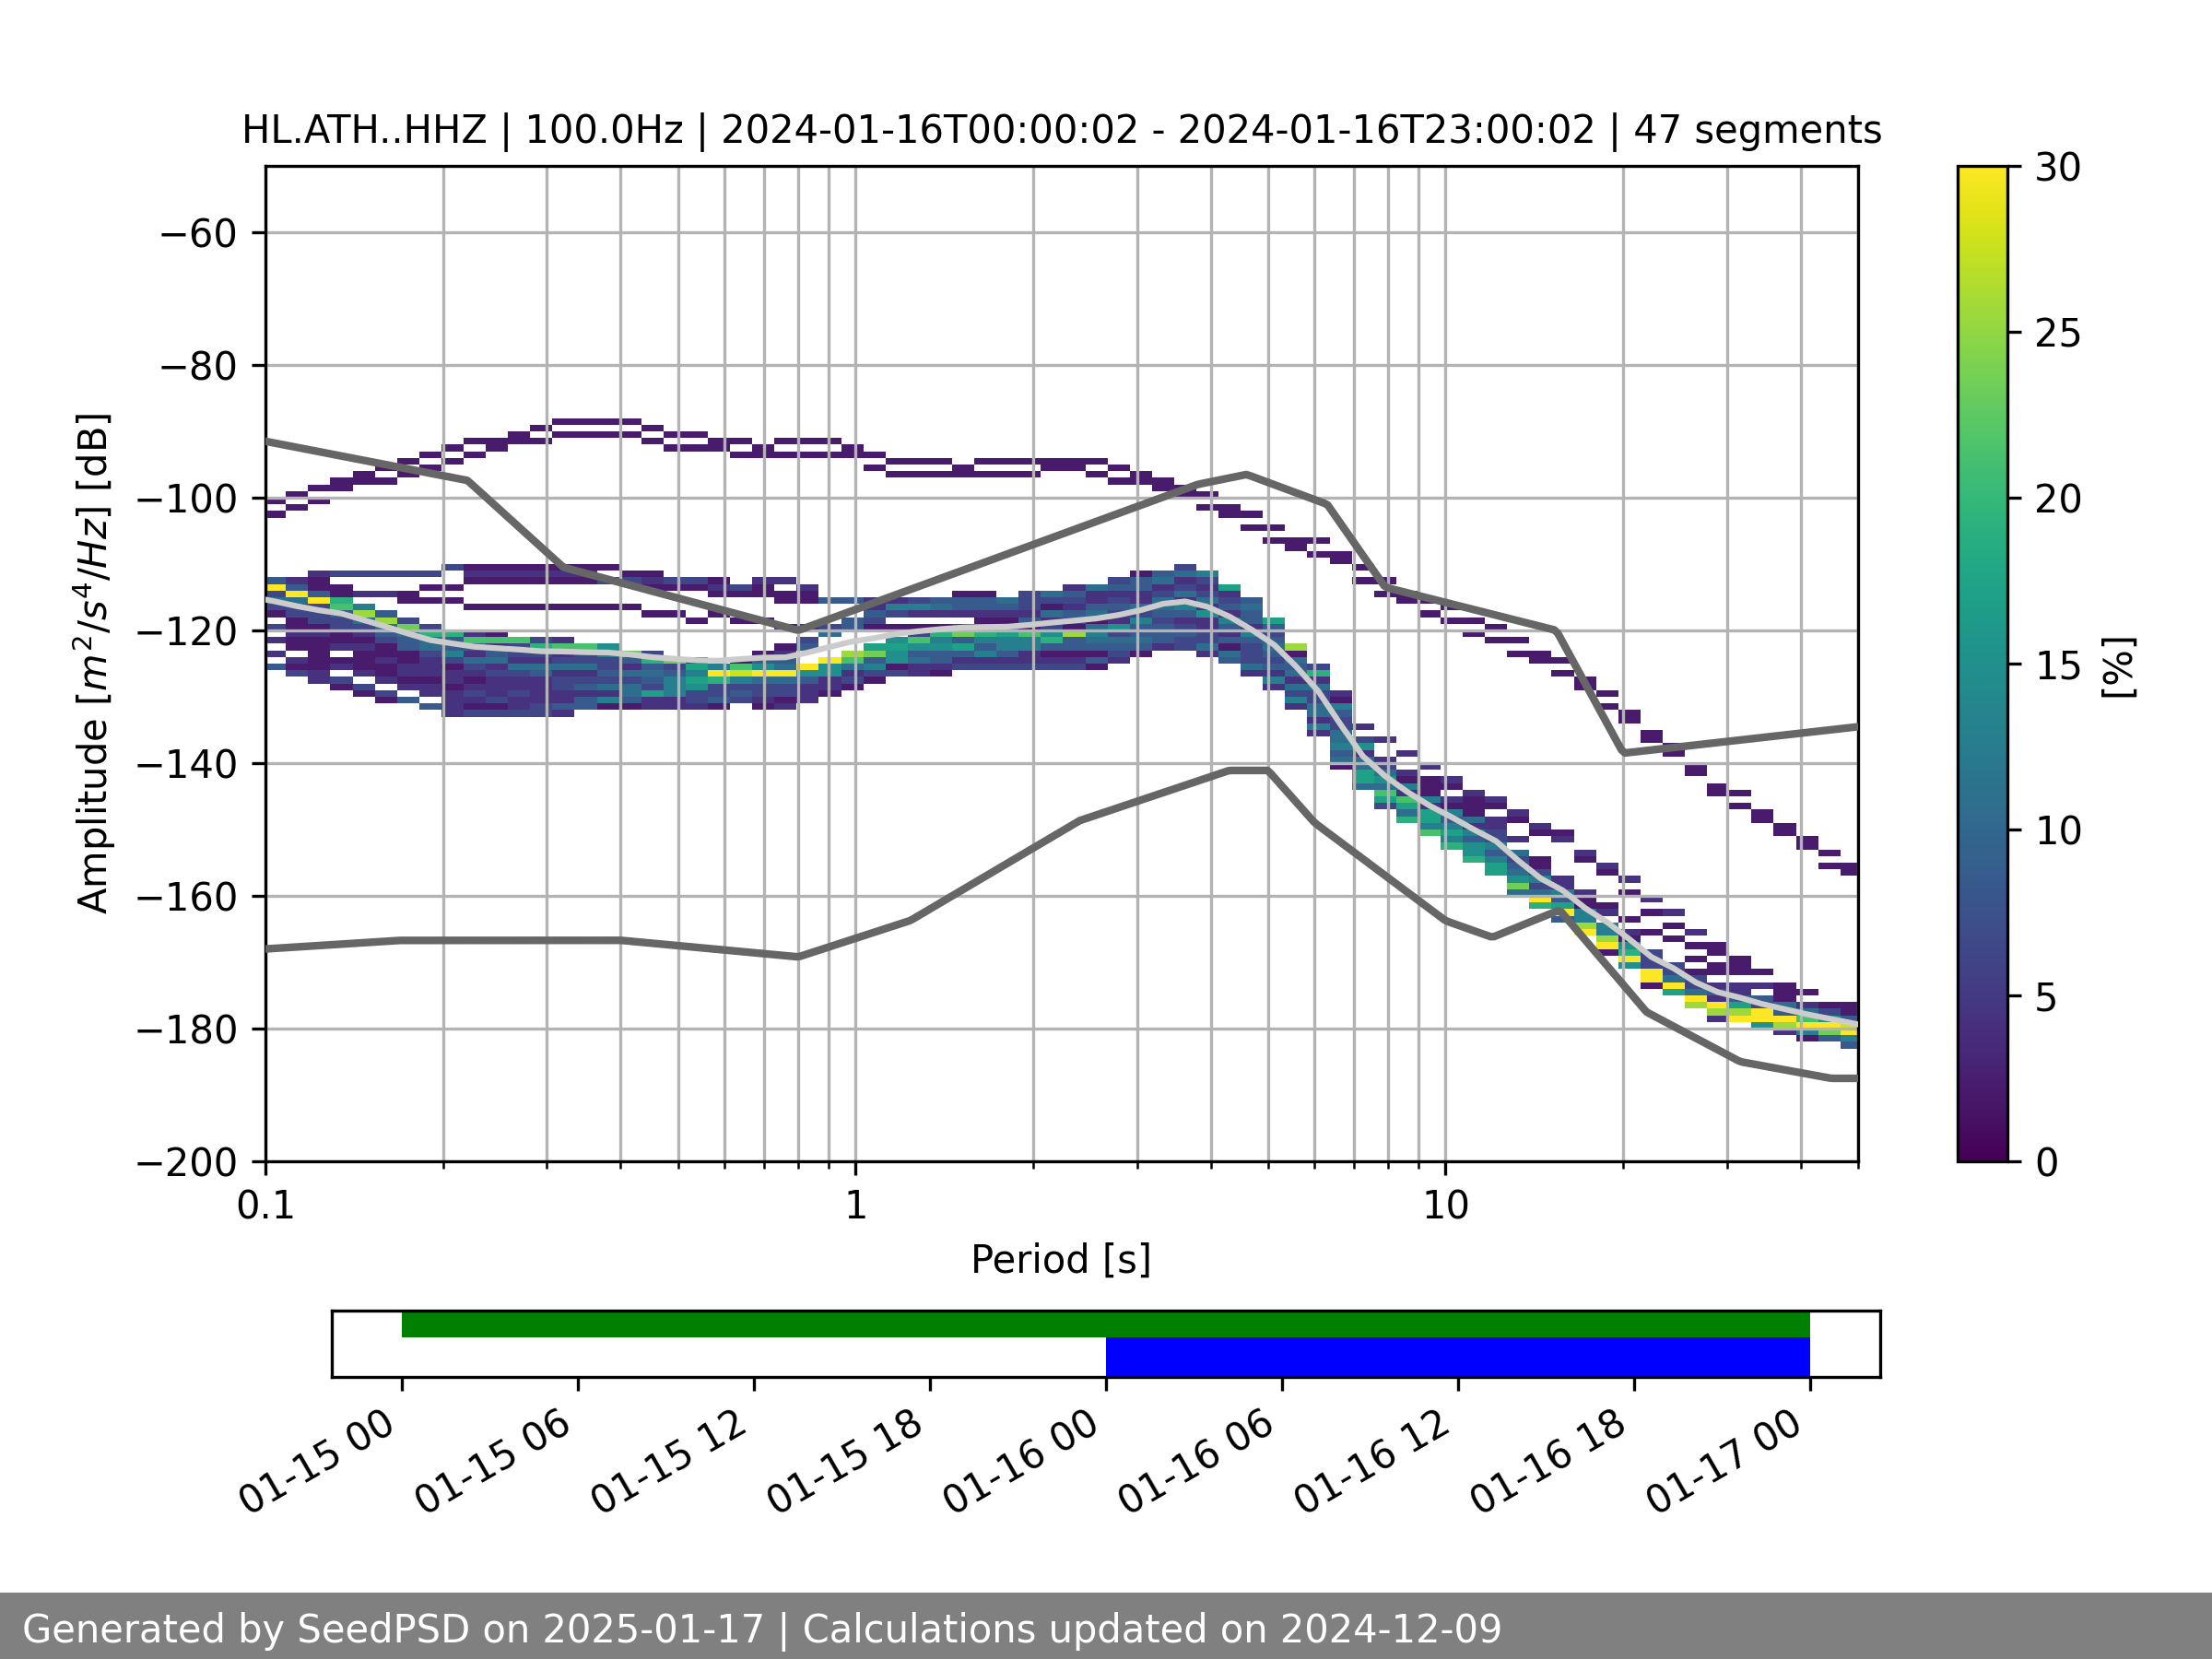 HL.ATH..HHZ | 100.0Hz | 2024-01-16T00:00:02 - 2024-01-16T23:00:02 | 47 segments
Amplitude [m²/s⁴/Hz] [dB]
−60
−80
−100
−120
−140
−160
−180
−200
0.1 1 10
Period [s]
30
25
20
15
10
5
0
[%]
01-15 00 01-15 06 01-15 12 01-15 18 01-16 00 01-16 06 01-16 12 01-16 18 01-17 00
Generated by SeedPSD on 2025-01-17 | Calculations updated on 2024-12-09